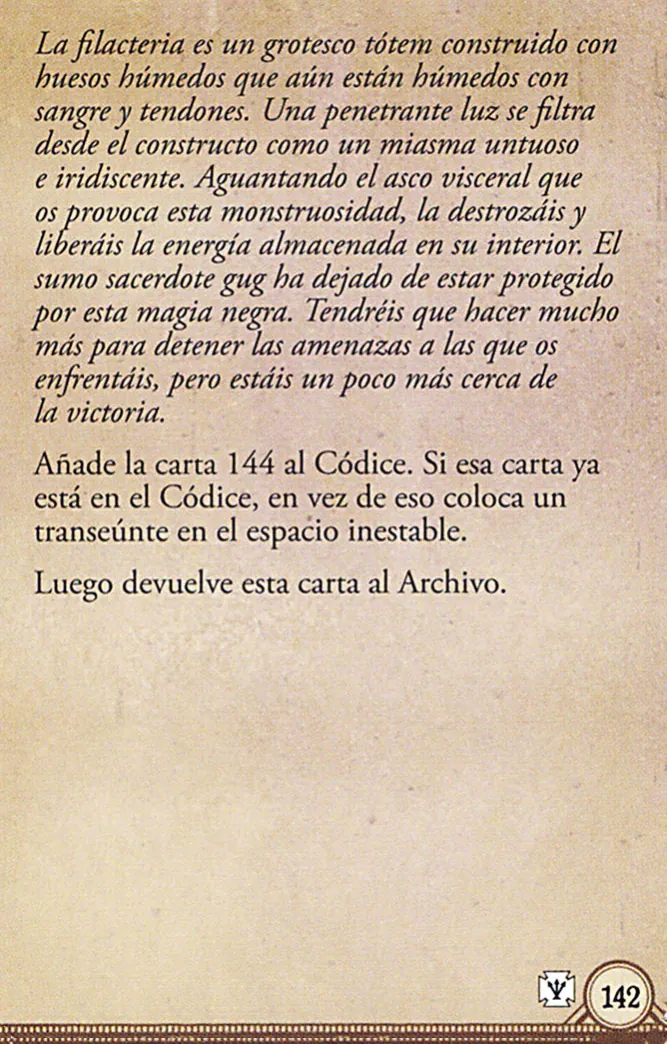 La filacteria es un grotesco tótem construido con
huesos húmedos que aún están húmedos con
sangre y tendones. Una penetrante luz se filtra
desde el constructo como un miasma untuoso
e iridiscente. Aguantando el asco visceral que
os provoca esta monstruosidad, la destrozáis y
liberáis la energía almacenada en su interior. El
sumo sacerdote gug ha dejado de estar protegido
por esta magia negra. Tendréis que hacer mucho
más para detener las amenazas a las que os
enfrentáis, pero estáis un poco más cerca de
la victoria.
Añade la carta 144 al Códice. Si esa carta ya
está en el Códice, en vez de eso coloca un
transeúnte en el espacio inestable.
Luego devuelve esta carta al Archivo.
142